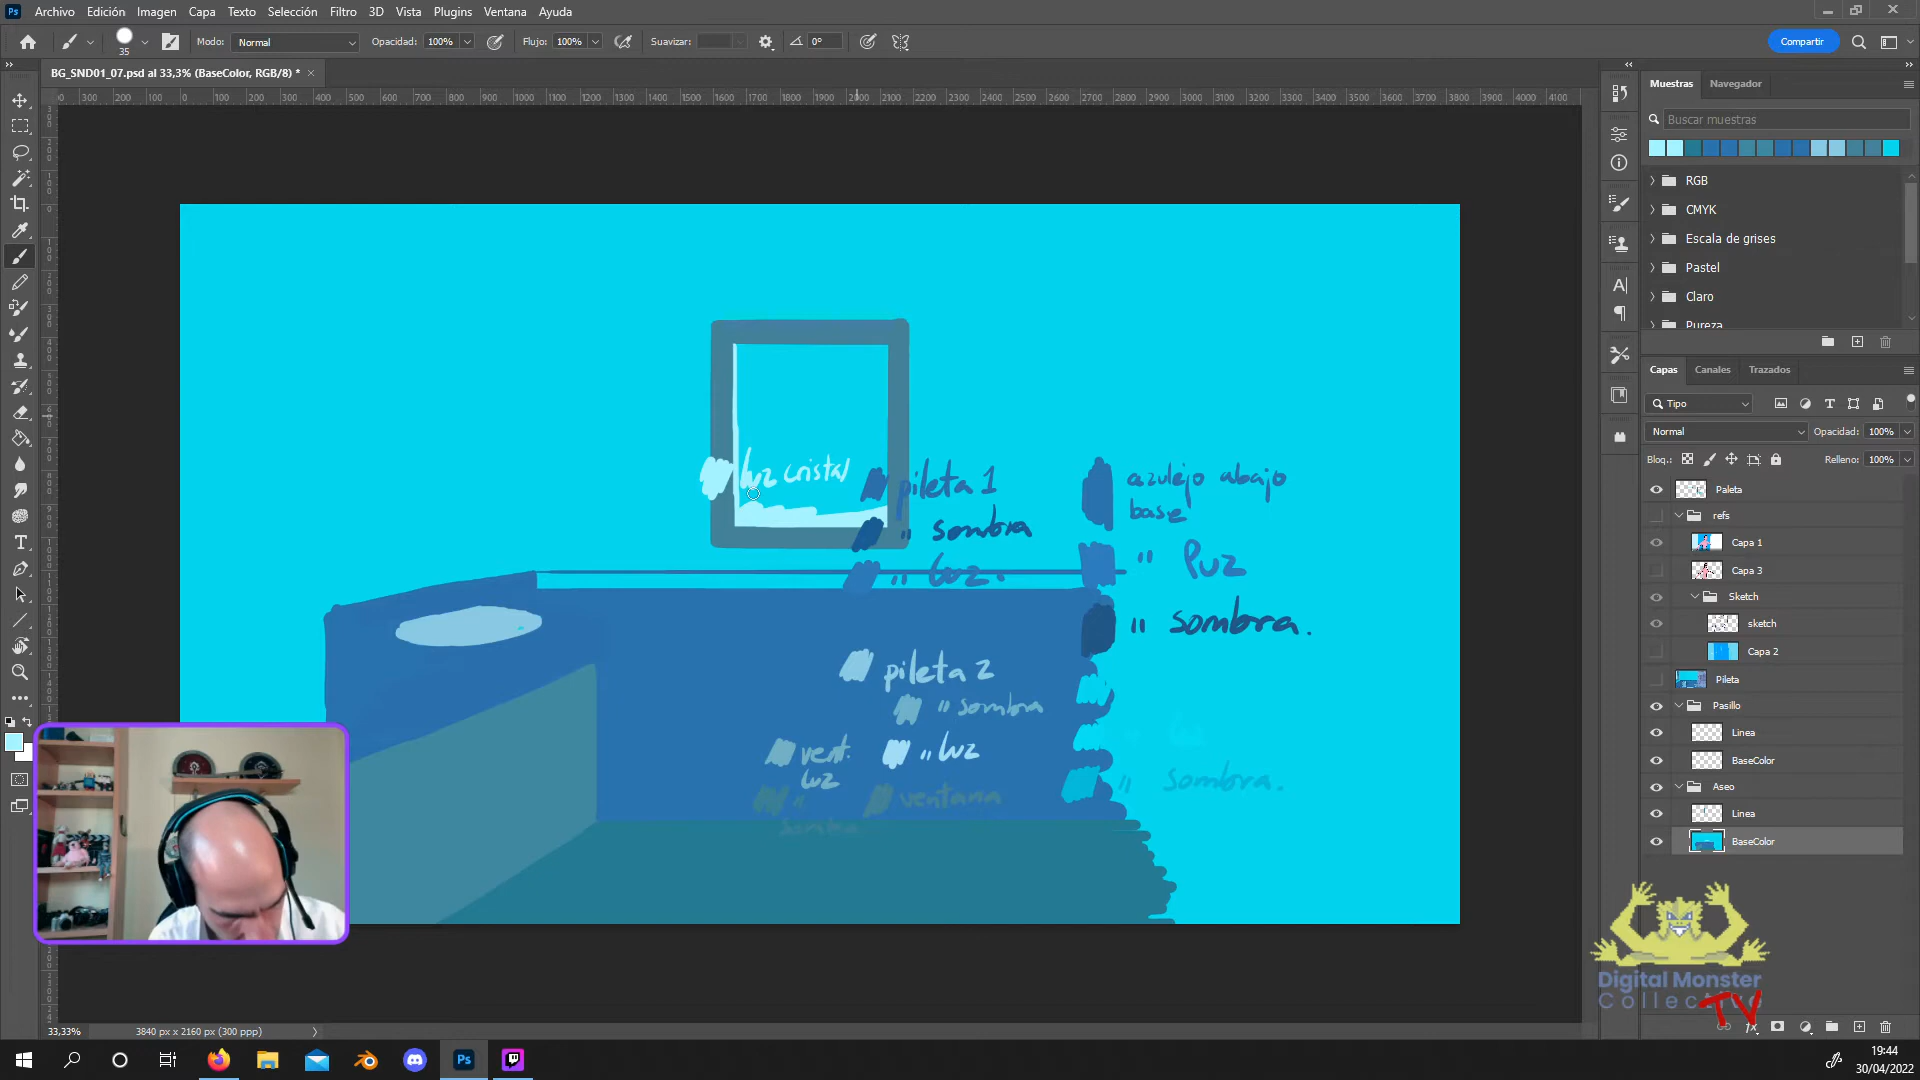 Ps Archivo Edición Imagen Capa Texto Selección Filtro 3D Vista Plugins Ventana Ayuda
35 Modo: Normal Opacidad: 100% Flujo: 100% Suavizar: 0° Compartir
BG_SND01_07.psd al 33,3% (BaseColor, RGB/8) * ×
Muestras Navegador
Buscar muestras
RGB
CMYK
Escala de grises
Pastel
Claro
Pureza
Capas Canales Trazados
Tipo
Normal Opacidad: 100%
Bloq.: Relleno: 100%
Paleta
refs
Capa 1
Capa 3
Sketch
sketch
Capa 2
Pileta
Pasillo
Linea
BaseColor
Aseo
Linea
BaseColor
luz cristal
pileta 1
" sombra
" luz.
azulejo abajo
base
" luz
" sombra.
pileta 2
" sombra
" luz
vent.
luz
ventana
" sombra
" sombra.
Digital Monster
Collective
TV
33,33% 3840 px x 2160 px (300 ppp)
19:44
30/04/2022